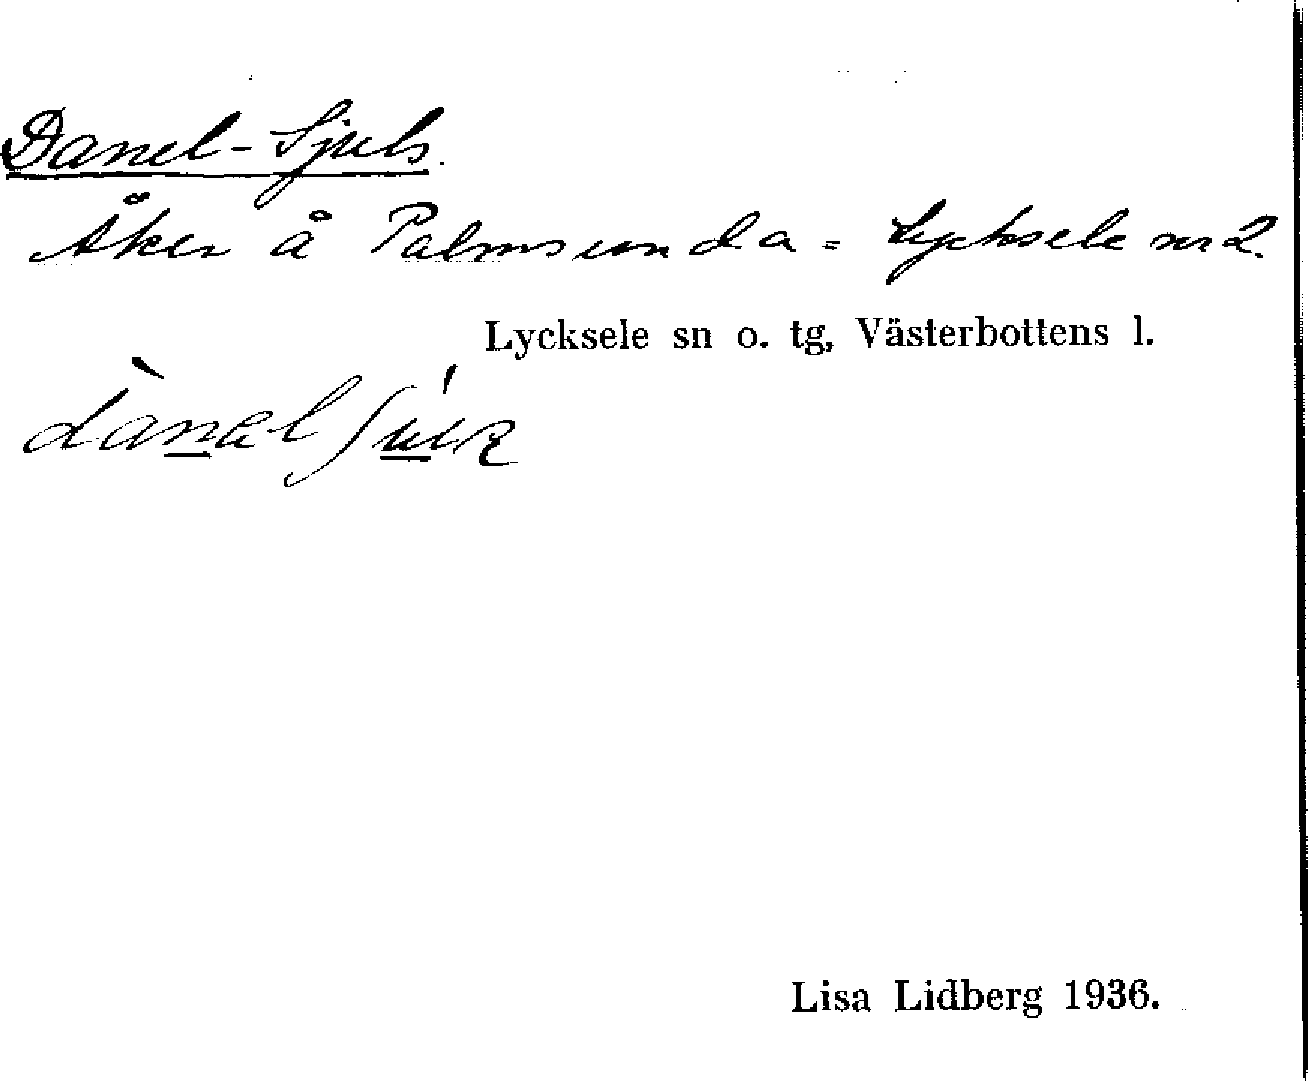 Danel-Sjuls.
Åker å Palmsunda = Lycksele nr 2.
Lycksele sn o. tg, Västerbottens l.
Lisa Lidberg 1936.